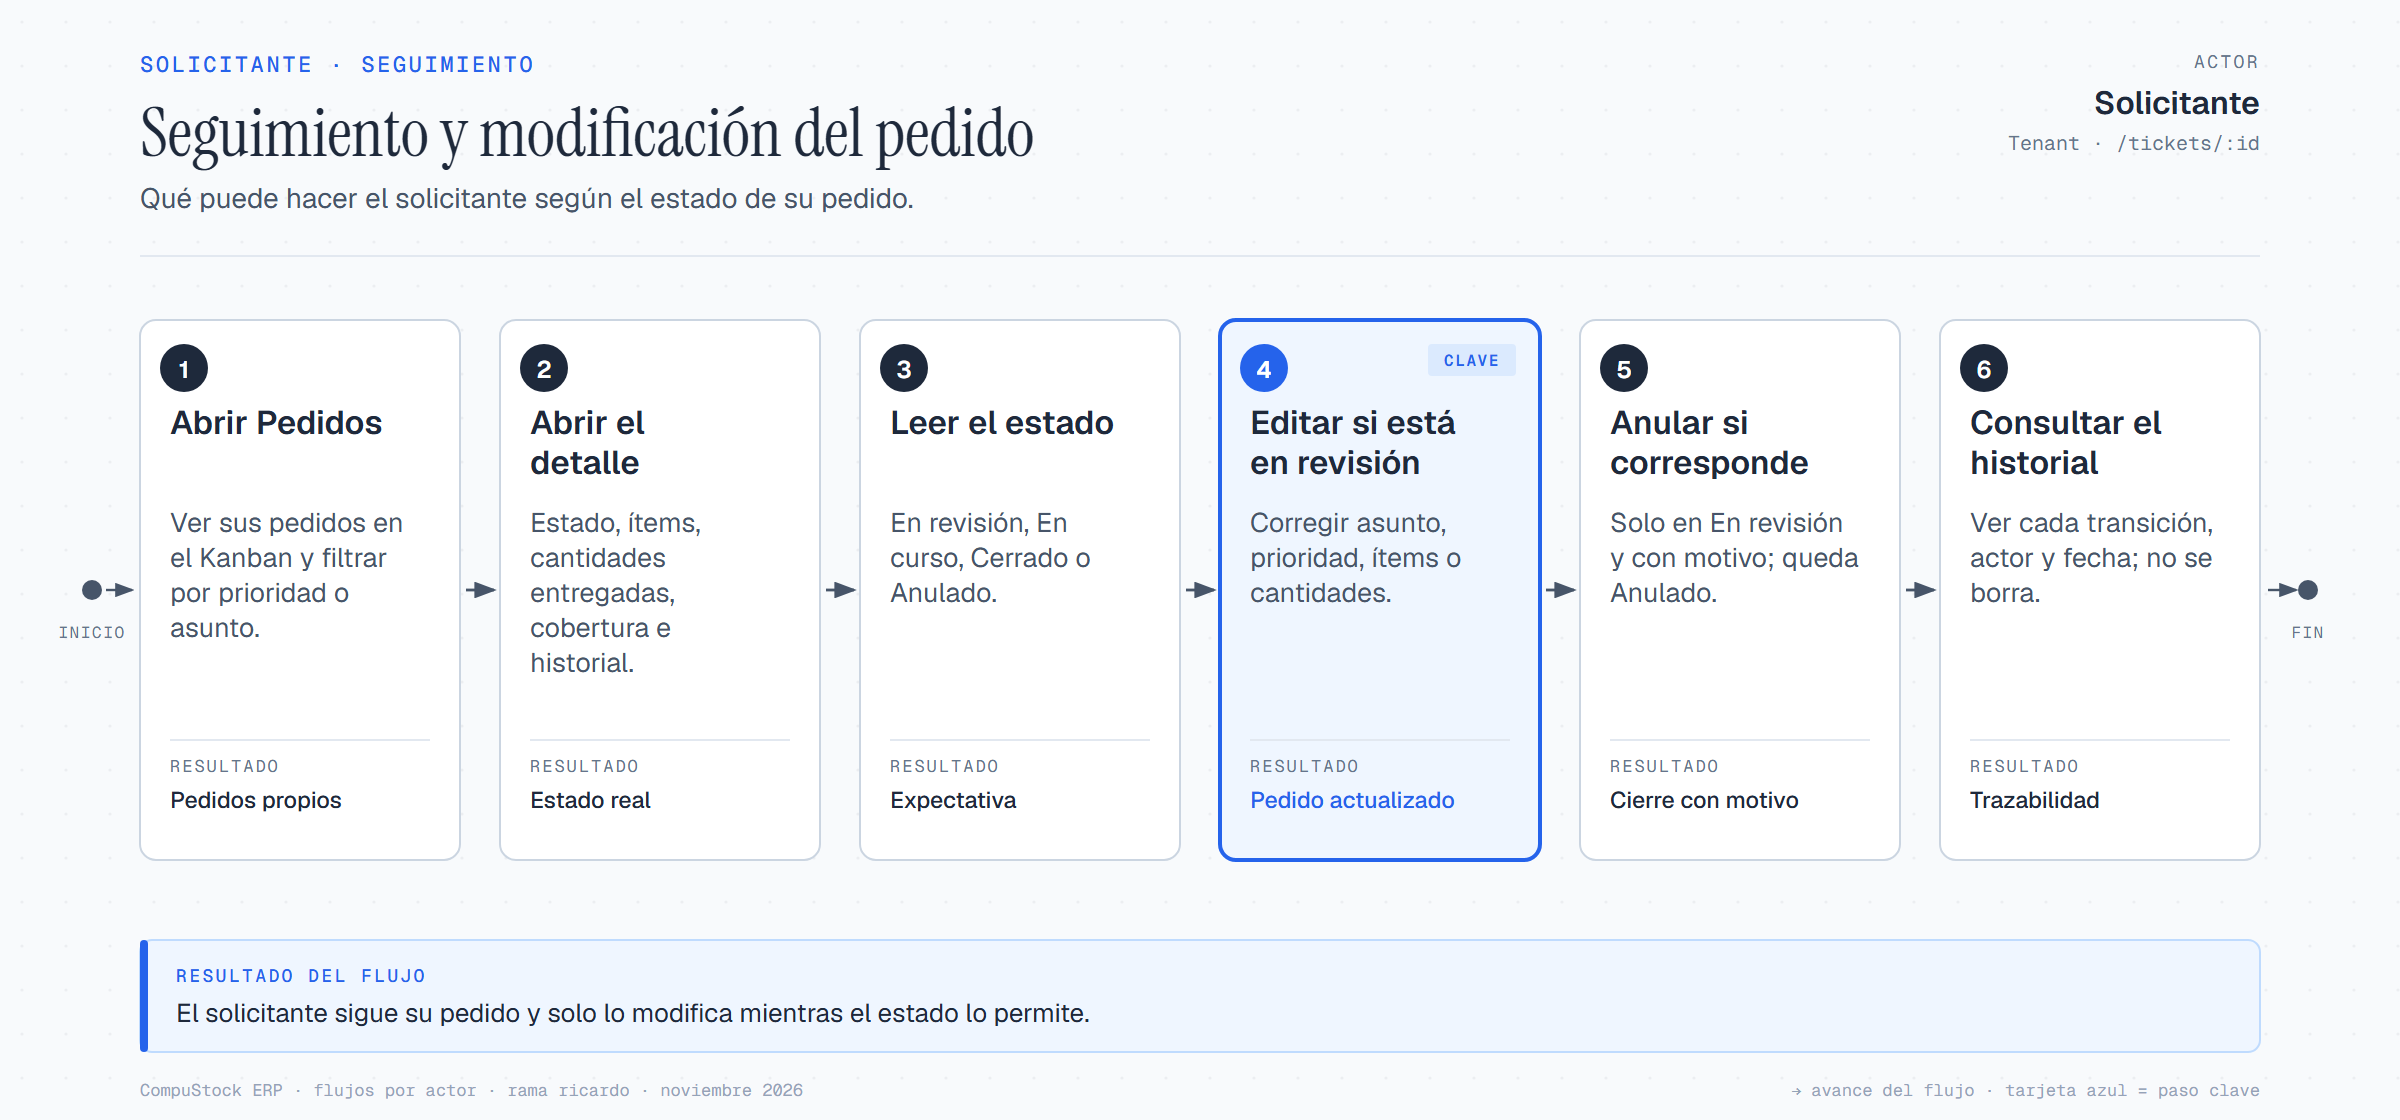 SOLICITANTE · SEGUIMIENTO
Seguimiento y modificación del pedido
Qué puede hacer el solicitante según el estado de su pedido.
ACTOR
Solicitante
Tenant · /tickets/:id
INICIO
1
Abrir Pedidos
Ver sus pedidos en
el Kanban y filtrar
por prioridad o
asunto.
RESULTADO
Pedidos propios
2
Abrir el
detalle
Estado, ítems,
cantidades
entregadas,
cobertura e
historial.
RESULTADO
Estado real
3
Leer el estado
En revisión, En
curso, Cerrado o
Anulado.
RESULTADO
Expectativa
4
CLAVE
Editar si está
en revisión
Corregir asunto,
prioridad, ítems o
cantidades.
RESULTADO
Pedido actualizado
5
Anular si
corresponde
Solo en En revisión
y con motivo; queda
Anulado.
RESULTADO
Cierre con motivo
6
Consultar el
historial
Ver cada transición,
actor y fecha; no se
borra.
RESULTADO
Trazabilidad
FIN
RESULTADO DEL FLUJO
El solicitante sigue su pedido y solo lo modifica mientras el estado lo permite.
CompuStock ERP · flujos por actor · rama ricardo · noviembre 2026
→ avance del flujo · tarjeta azul = paso clave